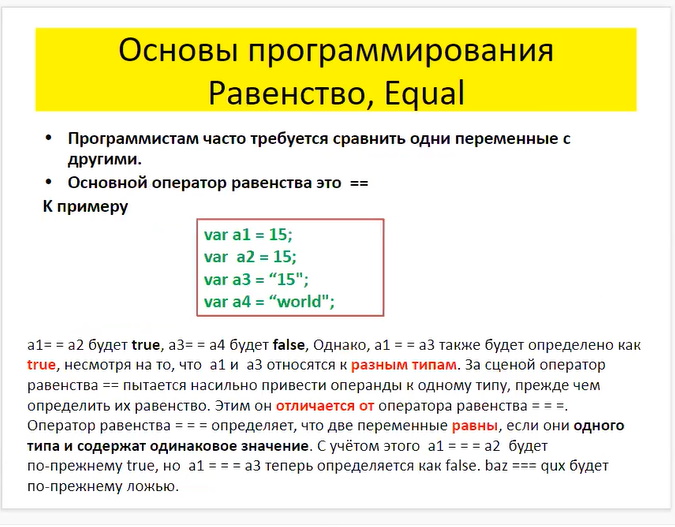 Основы программирования
Равенство, Equal
• Программистам часто требуется сравнить одни переменные с
другими.
• Основной оператор равенства это ==
К примеру
var a1 = 15;
var a2 = 15;
var a3 = “15";
var a4 = “world";
a1= = a2 будет true, a3= = a4 будет false, Однако, a1 = = a3 также будет определено как
true, несмотря на то, что a1 и a3 относятся к разным типам. За сценой оператор
равенства == пытается насильно привести операнды к одному типу, прежде чем
определить их равенство. Этим он отличается от оператора равенства = = =.
Оператор равенства = = = определяет, что две переменные равны, если они одного
типа и содержат одинаковое значение. С учётом этого a1 = = = a2 будет
по-прежнему true, но a1 = = = a3 теперь определяется как false. baz === qux будет
по-прежнему ложью.